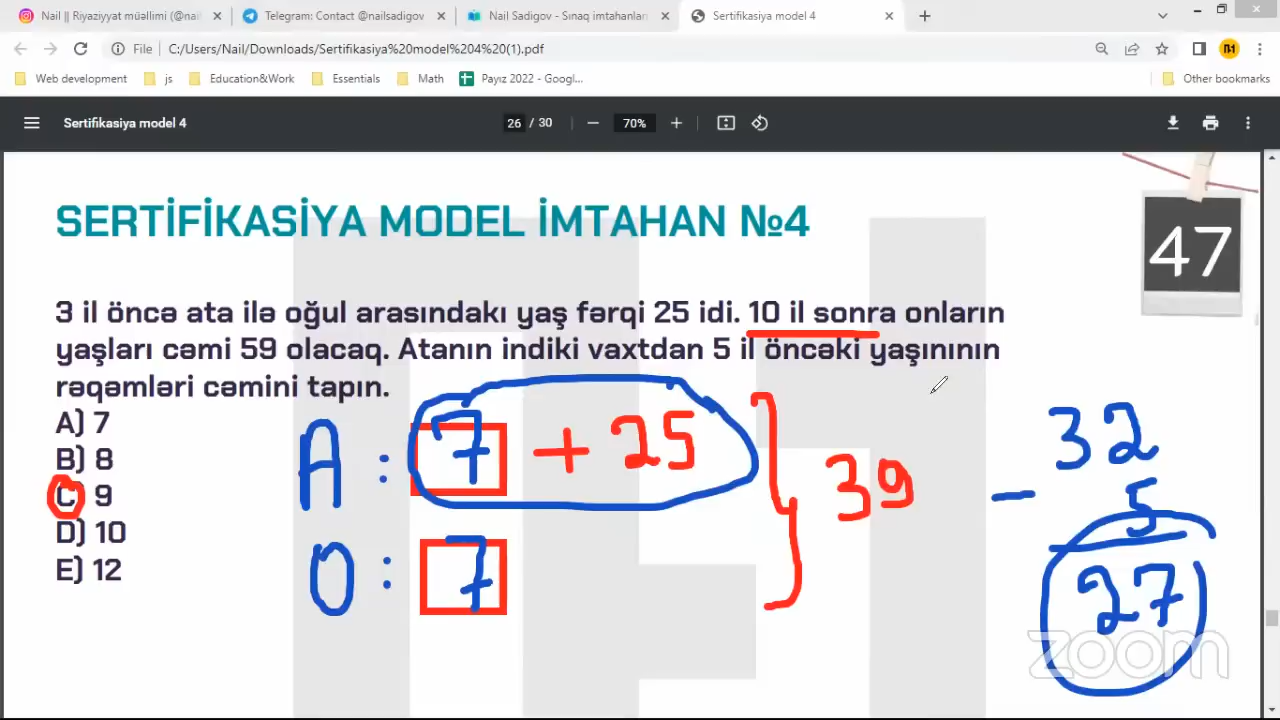 Nail || Riyaziyyat müəllimi (@nail
Telegram: Contact @nailsadigov
Nail Sadigov - Sınaq imtahanları
Sertifikasiya model 4
File
C:/Users/Nail/Downloads/Sertifikasiya%20model%204%20(1).pdf
Web development
js
Education&Work
Essentials
Math
Payız 2022 - Googl...
Other bookmarks
Sertifikasiya model 4
26 / 30
70%
SERTİFİKASİYA MODEL İMTAHAN №4
47
3 il öncə ata ilə oğul arasındakı yaş fərqi 25 idi. 10 il sonra onların
yaşları cəmi 59 olacaq. Atanın indiki vaxtdan 5 il öncəki yaşınının
rəqəmləri cəmini tapın.
A) 7
B) 8
C) 9
D) 10
E) 12
A : 7 + 25
O : 7
39
32
- 5
27
zoom